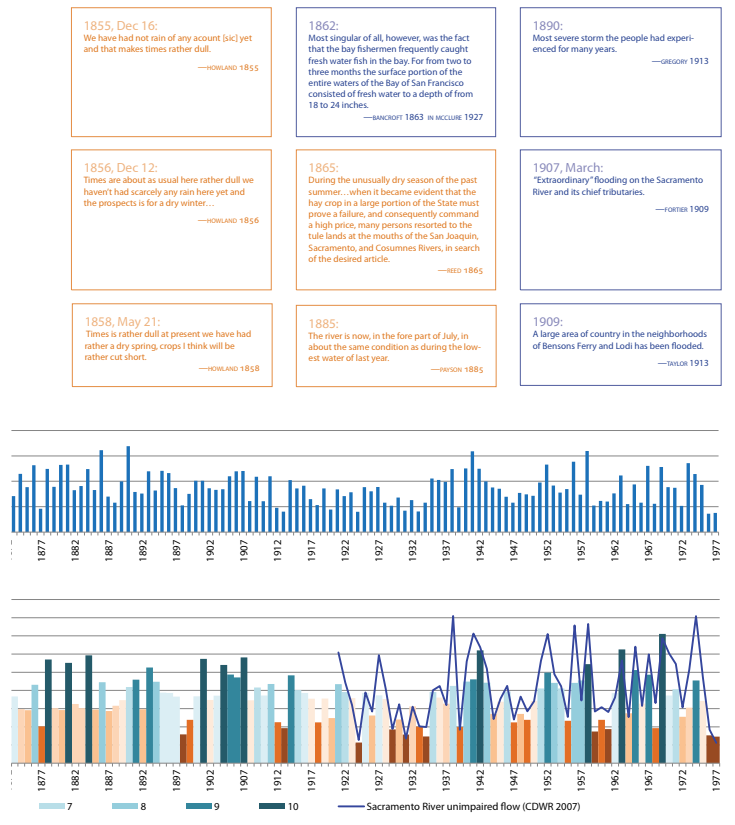 1855, Dec 16:
We have had not rain of any acount [sic] yet
and that makes times rather dull.
—HOWLAND 1855
1862:
Most singular of all, however, was the fact
that the bay fishermen frequently caught
fresh water fish in the bay. For from two to
three months the surface portion of the
entire waters of the Bay of San Francisco
consisted of fresh water to a depth of from
18 to 24 inches.
—BANCROFT 1863 IN MCCLURE 1927
1890:
Most severe storm the people had experi-
enced for many years.
—GREGORY 1913
1856, Dec 12:
Times are about as usual here rather dull we
haven't had scarcely any rain here yet and
the prospects is for a dry winter…
—HOWLAND 1856
1865:
During the unusually dry season of the past
summer…when it became evident that the
hay crop in a large portion of the State must
prove a failure, and consequently command
a high price, many persons resorted to the
tule lands at the mouths of the San Joaquin,
Sacramento, and Cosumnes Rivers, in search
of the desired article.
—REED 1865
1907, March:
"Extraordinary" flooding on the Sacramento
River and its chief tributaries.
—FORTIER 1909
1858, May 21:
Times is rather dull at present we have had
rather a dry spring, crops I think will be
rather cut short.
—HOWLAND 1858
1885:
The river is now, in the fore part of July, in
about the same condition as during the low-
est water of last year.
—PAYSON 1885
1909:
A large area of country in the neighborhoods
of Bensons Ferry and Lodi has been flooded.
—TAYLOR 1913
1877 1882 1887 1892 1897 1902 1907 1912 1917 1922 1927 1932 1937 1942 1947 1952 1957 1962 1967 1972 1977
1877 1882 1887 1892 1897 1902 1907 1912 1917 1922 1927 1932 1937 1942 1947 1952 1957 1962 1967 1972 1977
7 8 9 10 Sacramento River unimpaired flow (CDWR 2007)